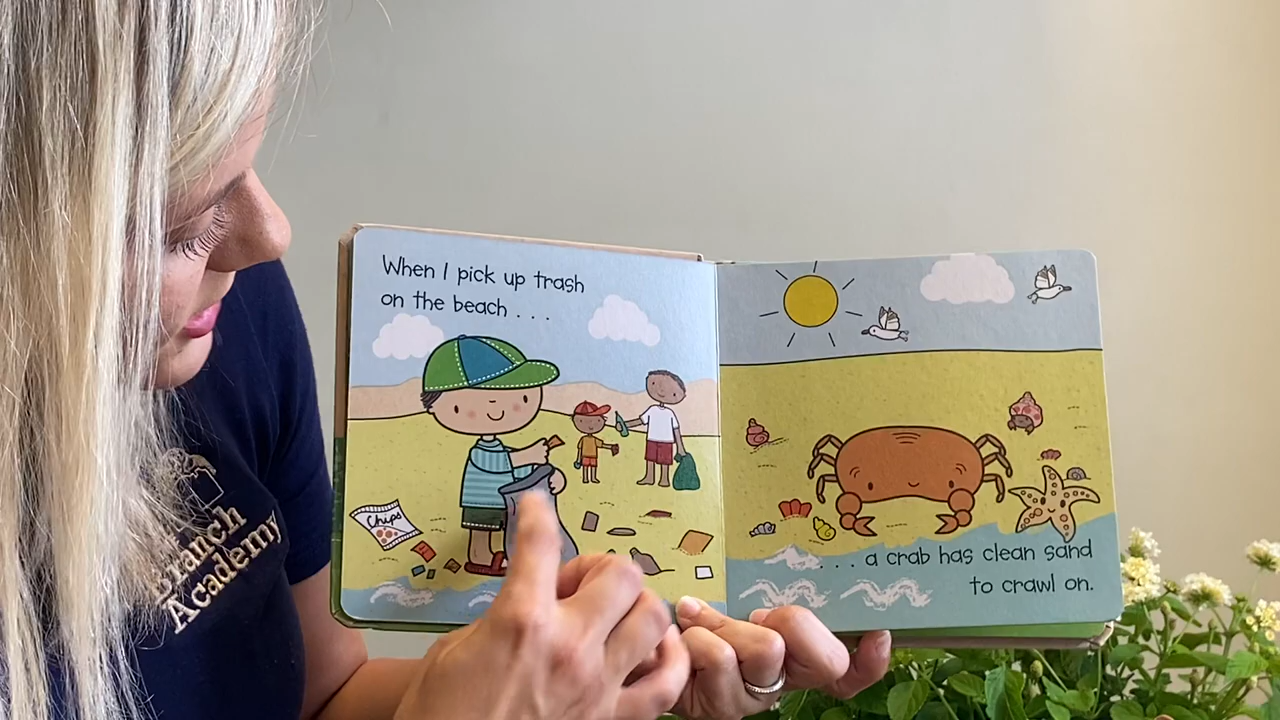 When I pick up trash
on the beach . . .
Chips
. . . a crab has clean sand
to crawl on.
Branch
Academy